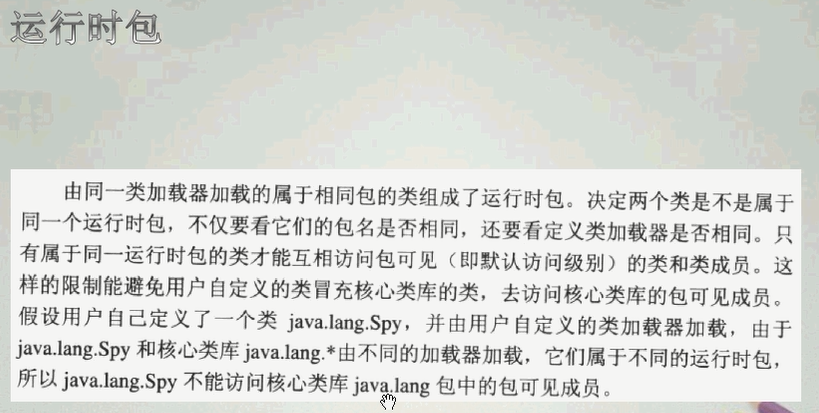 运行时包
由同一类加载器加载的属于相同包的类组成了运行时包。决定两个类是不是属于
同一个运行时包，不仅要看它们的包名是否相同，还要看定义类加载器是否相同。只
有属于同一运行时包的类才能互相访问包可见（即默认访问级别）的类和类成员。这
样的限制能避免用户自定义的类冒充核心类库的类，去访问核心类库的包可见成员。
假设用户自己定义了一个类 java.lang.Spy，并由用户自定义的类加载器加载，由于
java.lang.Spy 和核心类库 java.lang.*由不同的加载器加载，它们属于不同的运行时包，
所以 java.lang.Spy 不能访问核心类库 java.lang 包中的包可见成员。